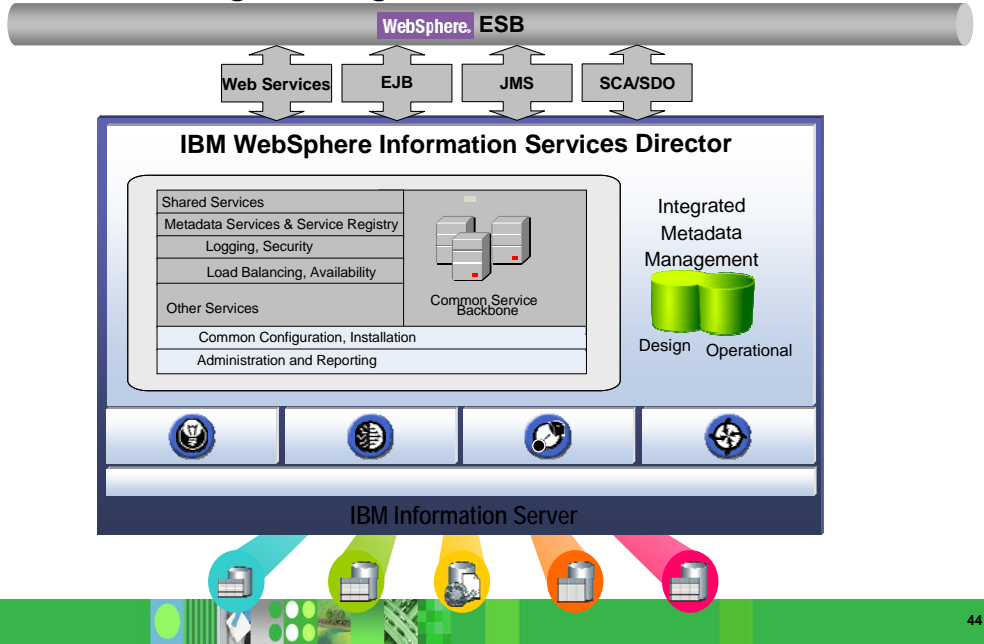 WebSphere. ESB
Web Services
EJB
JMS
SCA/SDO
IBM WebSphere Information Services Director
Shared Services
Metadata Services & Service Registry
Logging, Security
Load Balancing, Availability
Other Services
Common Service
Backbone
Common Configuration, Installation
Administration and Reporting
Integrated
Metadata
Management
Design
Operational
IBM Information Server
44